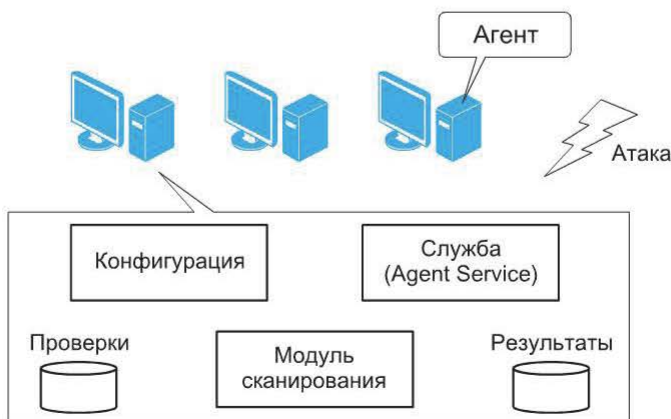 Агент
Атака
Конфигурация
Служба
(Agent Service)
Проверки
Модуль
сканирования
Результаты